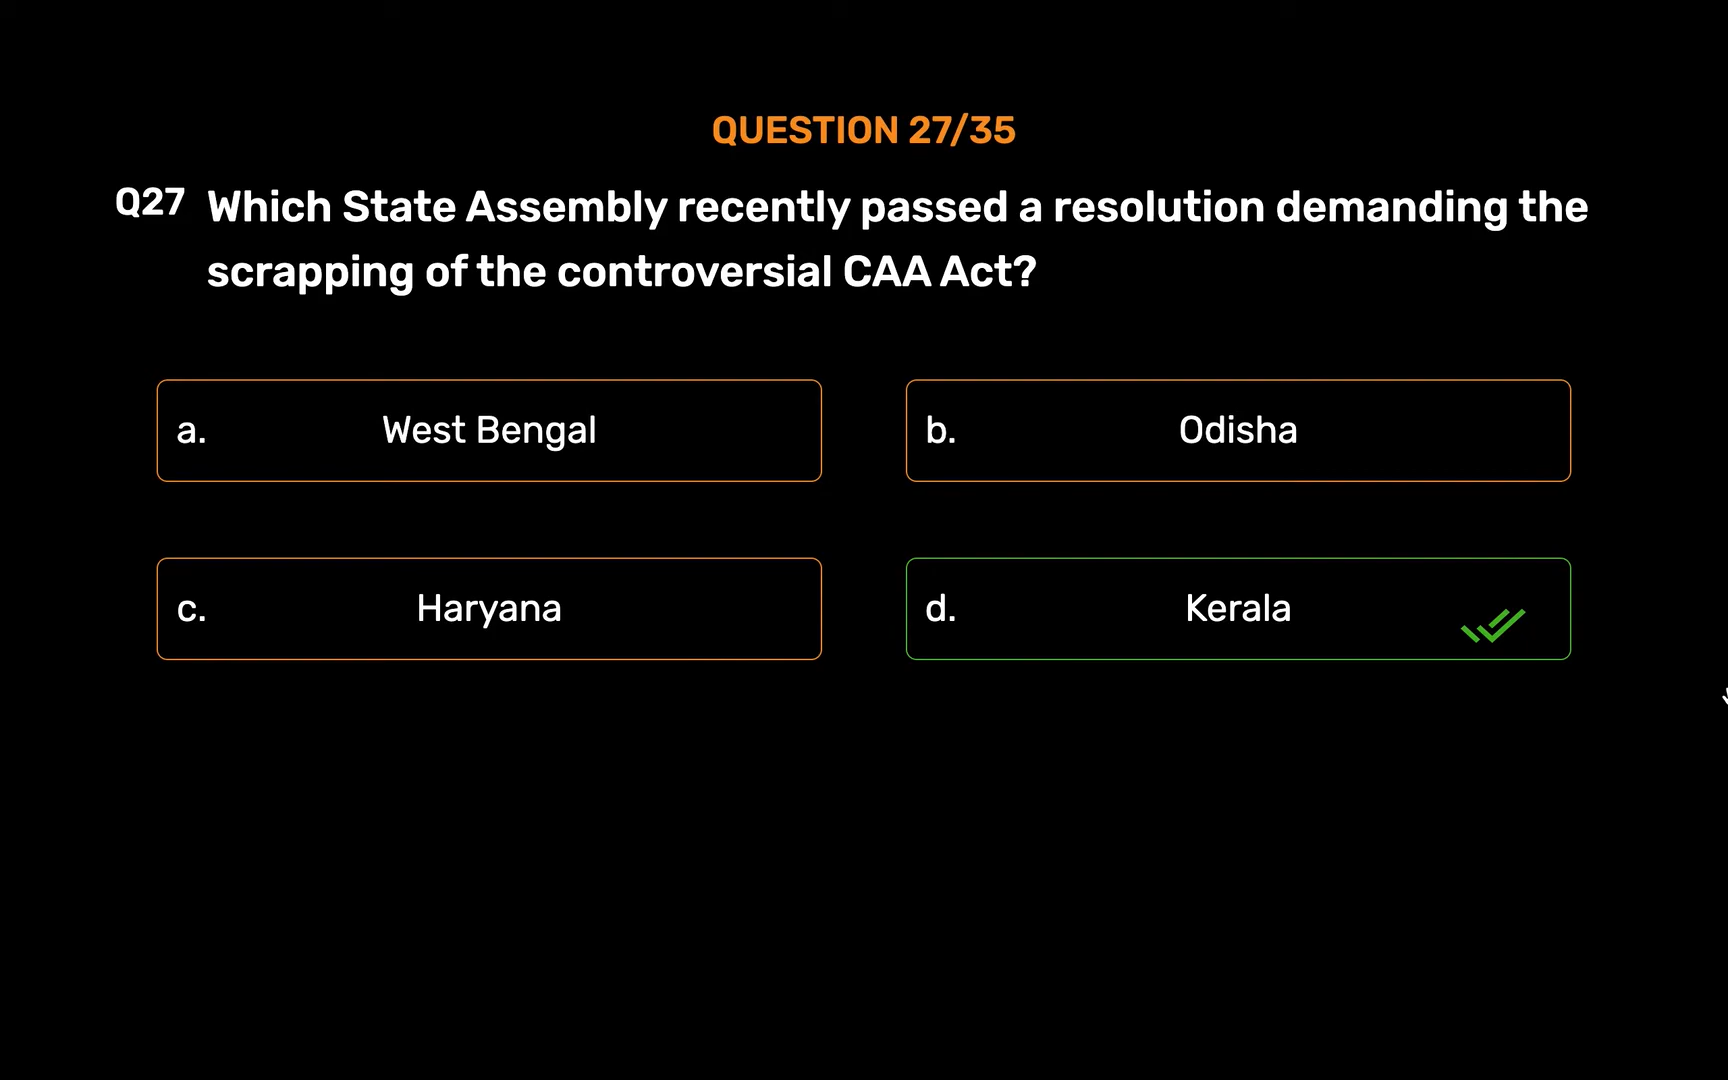 QUESTION 27/35
Q27 Which State Assembly recently passed a resolution demanding the
scrapping of the controversial CAA Act?
a. West Bengal
b. Odisha
c. Haryana
d. Kerala